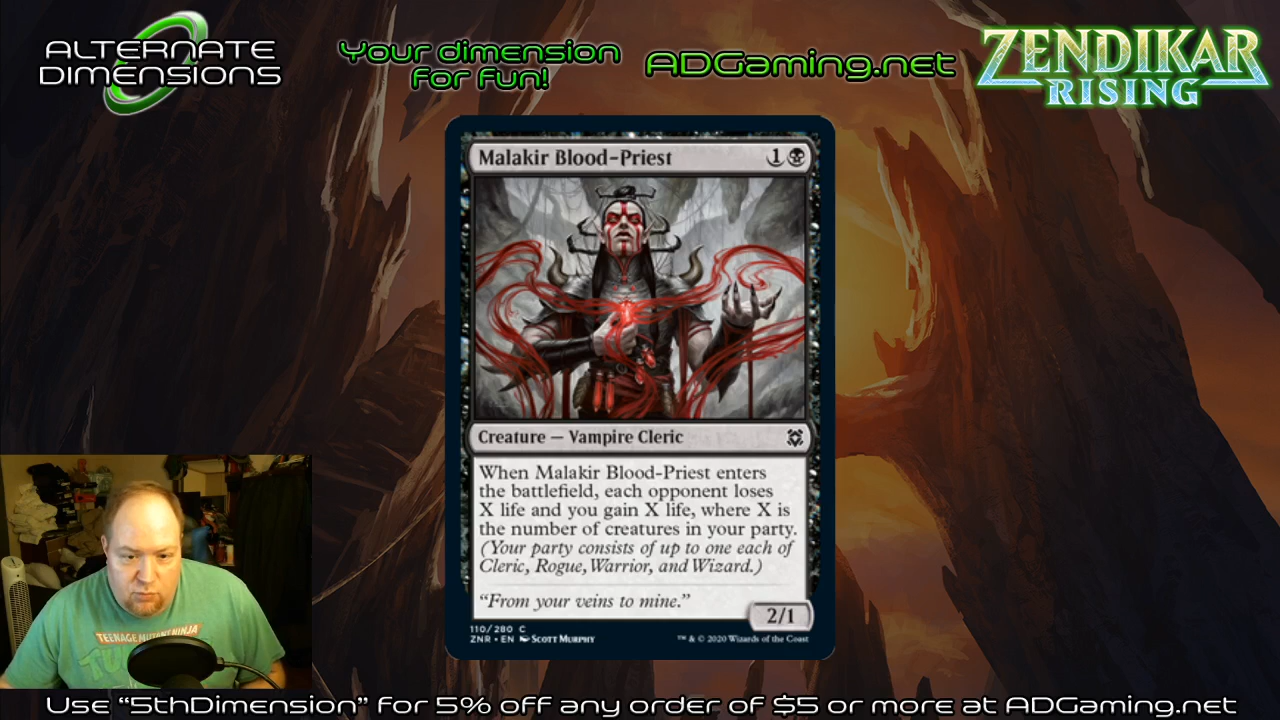 ALTERNATE
DIMENSIONS
Your dimension
for fun!
ADGaming.net
ZENDIKAR
RISING
Malakir Blood-Priest 1
Creature — Vampire Cleric
When Malakir Blood-Priest enters
the battlefield, each opponent loses
X life and you gain X life, where X is
the number of creatures in your party.
(Your party consists of up to one each of
Cleric, Rogue, Warrior, and Wizard.)
“From your veins to mine.”
2/1
110/280 C
ZNR • EN Scott Murphy
™ & © 2020 Wizards of the Coast
TEENAGE MUTANT NINJA
TU
Use “5thDimension” for 5% off any order of $5 or more at ADGaming.net